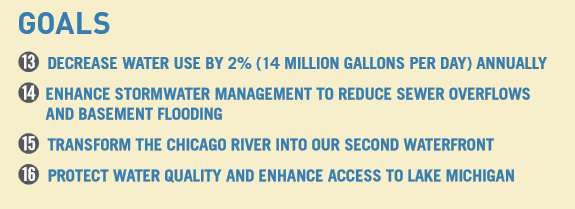 GOALS
13 DECREASE WATER USE BY 2% (14 MILLION GALLONS PER DAY) ANNUALLY
14 ENHANCE STORMWATER MANAGEMENT TO REDUCE SEWER OVERFLOWS
AND BASEMENT FLOODING
15 TRANSFORM THE CHICAGO RIVER INTO OUR SECOND WATERFRONT
16 PROTECT WATER QUALITY AND ENHANCE ACCESS TO LAKE MICHIGAN